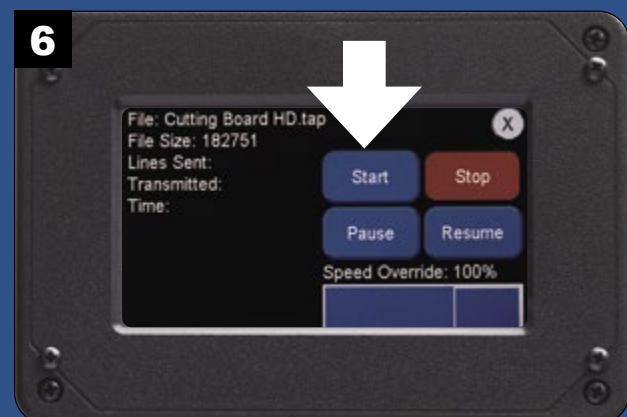 6
File: Cutting Board HD.tap
File Size: 182751
Lines Sent:
Transmitted:
Time:
X
Start
Stop
Pause
Resume
Speed Override: 100%